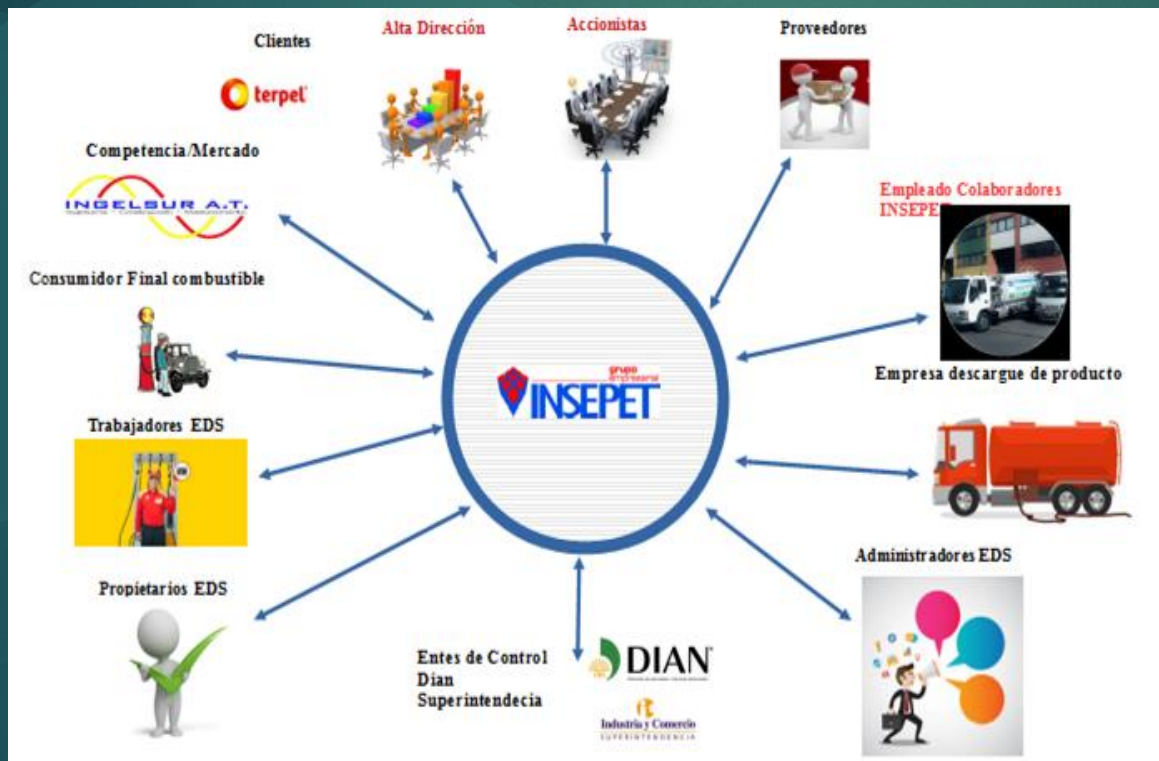 Clientes
terpel
Alta Dirección
Accionistas
Proveedores
Competencia/Mercado
INGELSUR A.T.
Empleado Colaboradores
INSEPET
Consumidor Final combustible
grupo
empresarial
INSEPET
Empresa descargue de producto
Trabajadores EDS
Administradores EDS
Propietarios EDS
Entes de Control
Dian
Superintendecia
DIAN
Industria y Comercio
SUPERINTENDENCIA